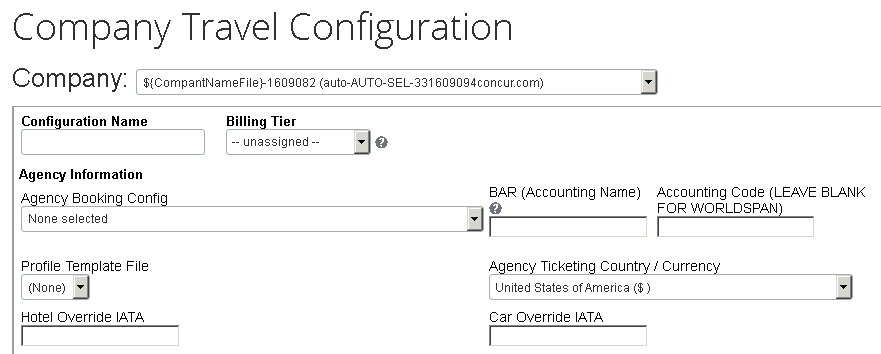 Company Travel Configuration
Company: ${CompantNameFile}-1609082 (auto-AUTO-SEL-331609094concur.com)
Configuration Name Billing Tier
-- unassigned -- ?
Agency Information
Agency Booking Config BAR (Accounting Name) Accounting Code (LEAVE BLANK
None selected ? FOR WORLDSPAN)
Profile Template File Agency Ticketing Country / Currency
(None) United States of America ($ )
Hotel Override IATA Car Override IATA